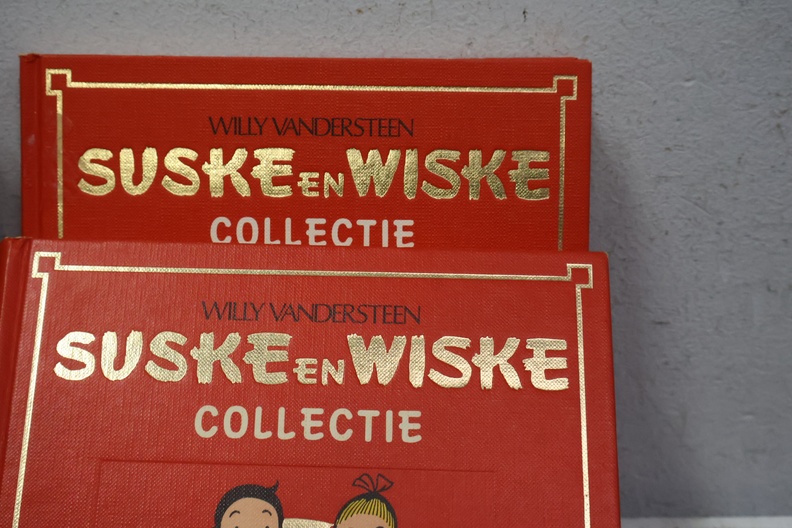 WILLY VANDERSTEEN
SUSKE EN WISKE
COLLECTIE
WILLY VANDERSTEEN
SUSKE EN WISKE
COLLECTIE